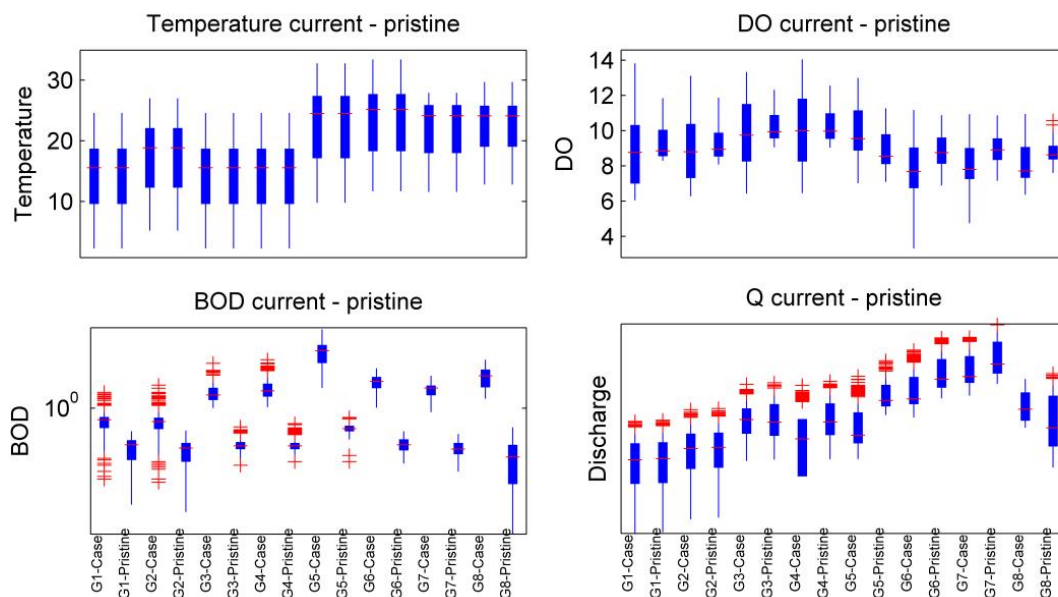 Temperature current - pristine
Temperature
30
20
10
DO current - pristine
DO
14
12
10
8
6
4
BOD current - pristine
BOD
10⁰
G1-Case
G1-Pristine
G2-Case
G2-Pristine
G3-Case
G3-Pristine
G4-Case
G4-Pristine
G5-Case
G5-Pristine
G6-Case
G6-Pristine
G7-Case
G7-Pristine
G8-Case
G8-Pristine
Q current - pristine
Discharge
G1-Case
G1-Pristine
G2-Case
G2-Pristine
G3-Case
G3-Pristine
G4-Case
G4-Pristine
G5-Case
G5-Pristine
G6-Case
G6-Pristine
G7-Case
G7-Pristine
G8-Case
G8-Pristine